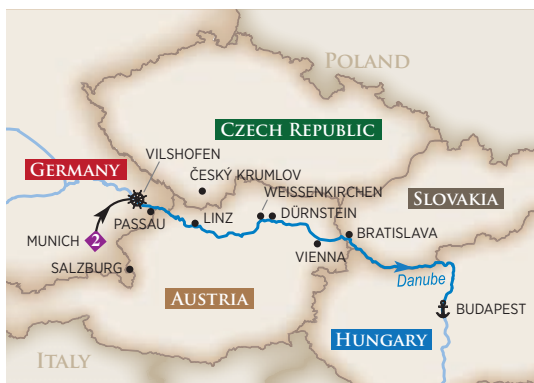 POLAND
CZECH REPUBLIC
GERMANY
VILSHOFEN
ČESKÝ KRUMLOV
WEISSENKIRCHEN
SLOVAKIA
PASSAU
LINZ
DÜRNSTEIN
MUNICH 2
BRATISLAVA
VIENNA
SALZBURG
Danube
AUSTRIA
BUDAPEST
HUNGARY
ITALY